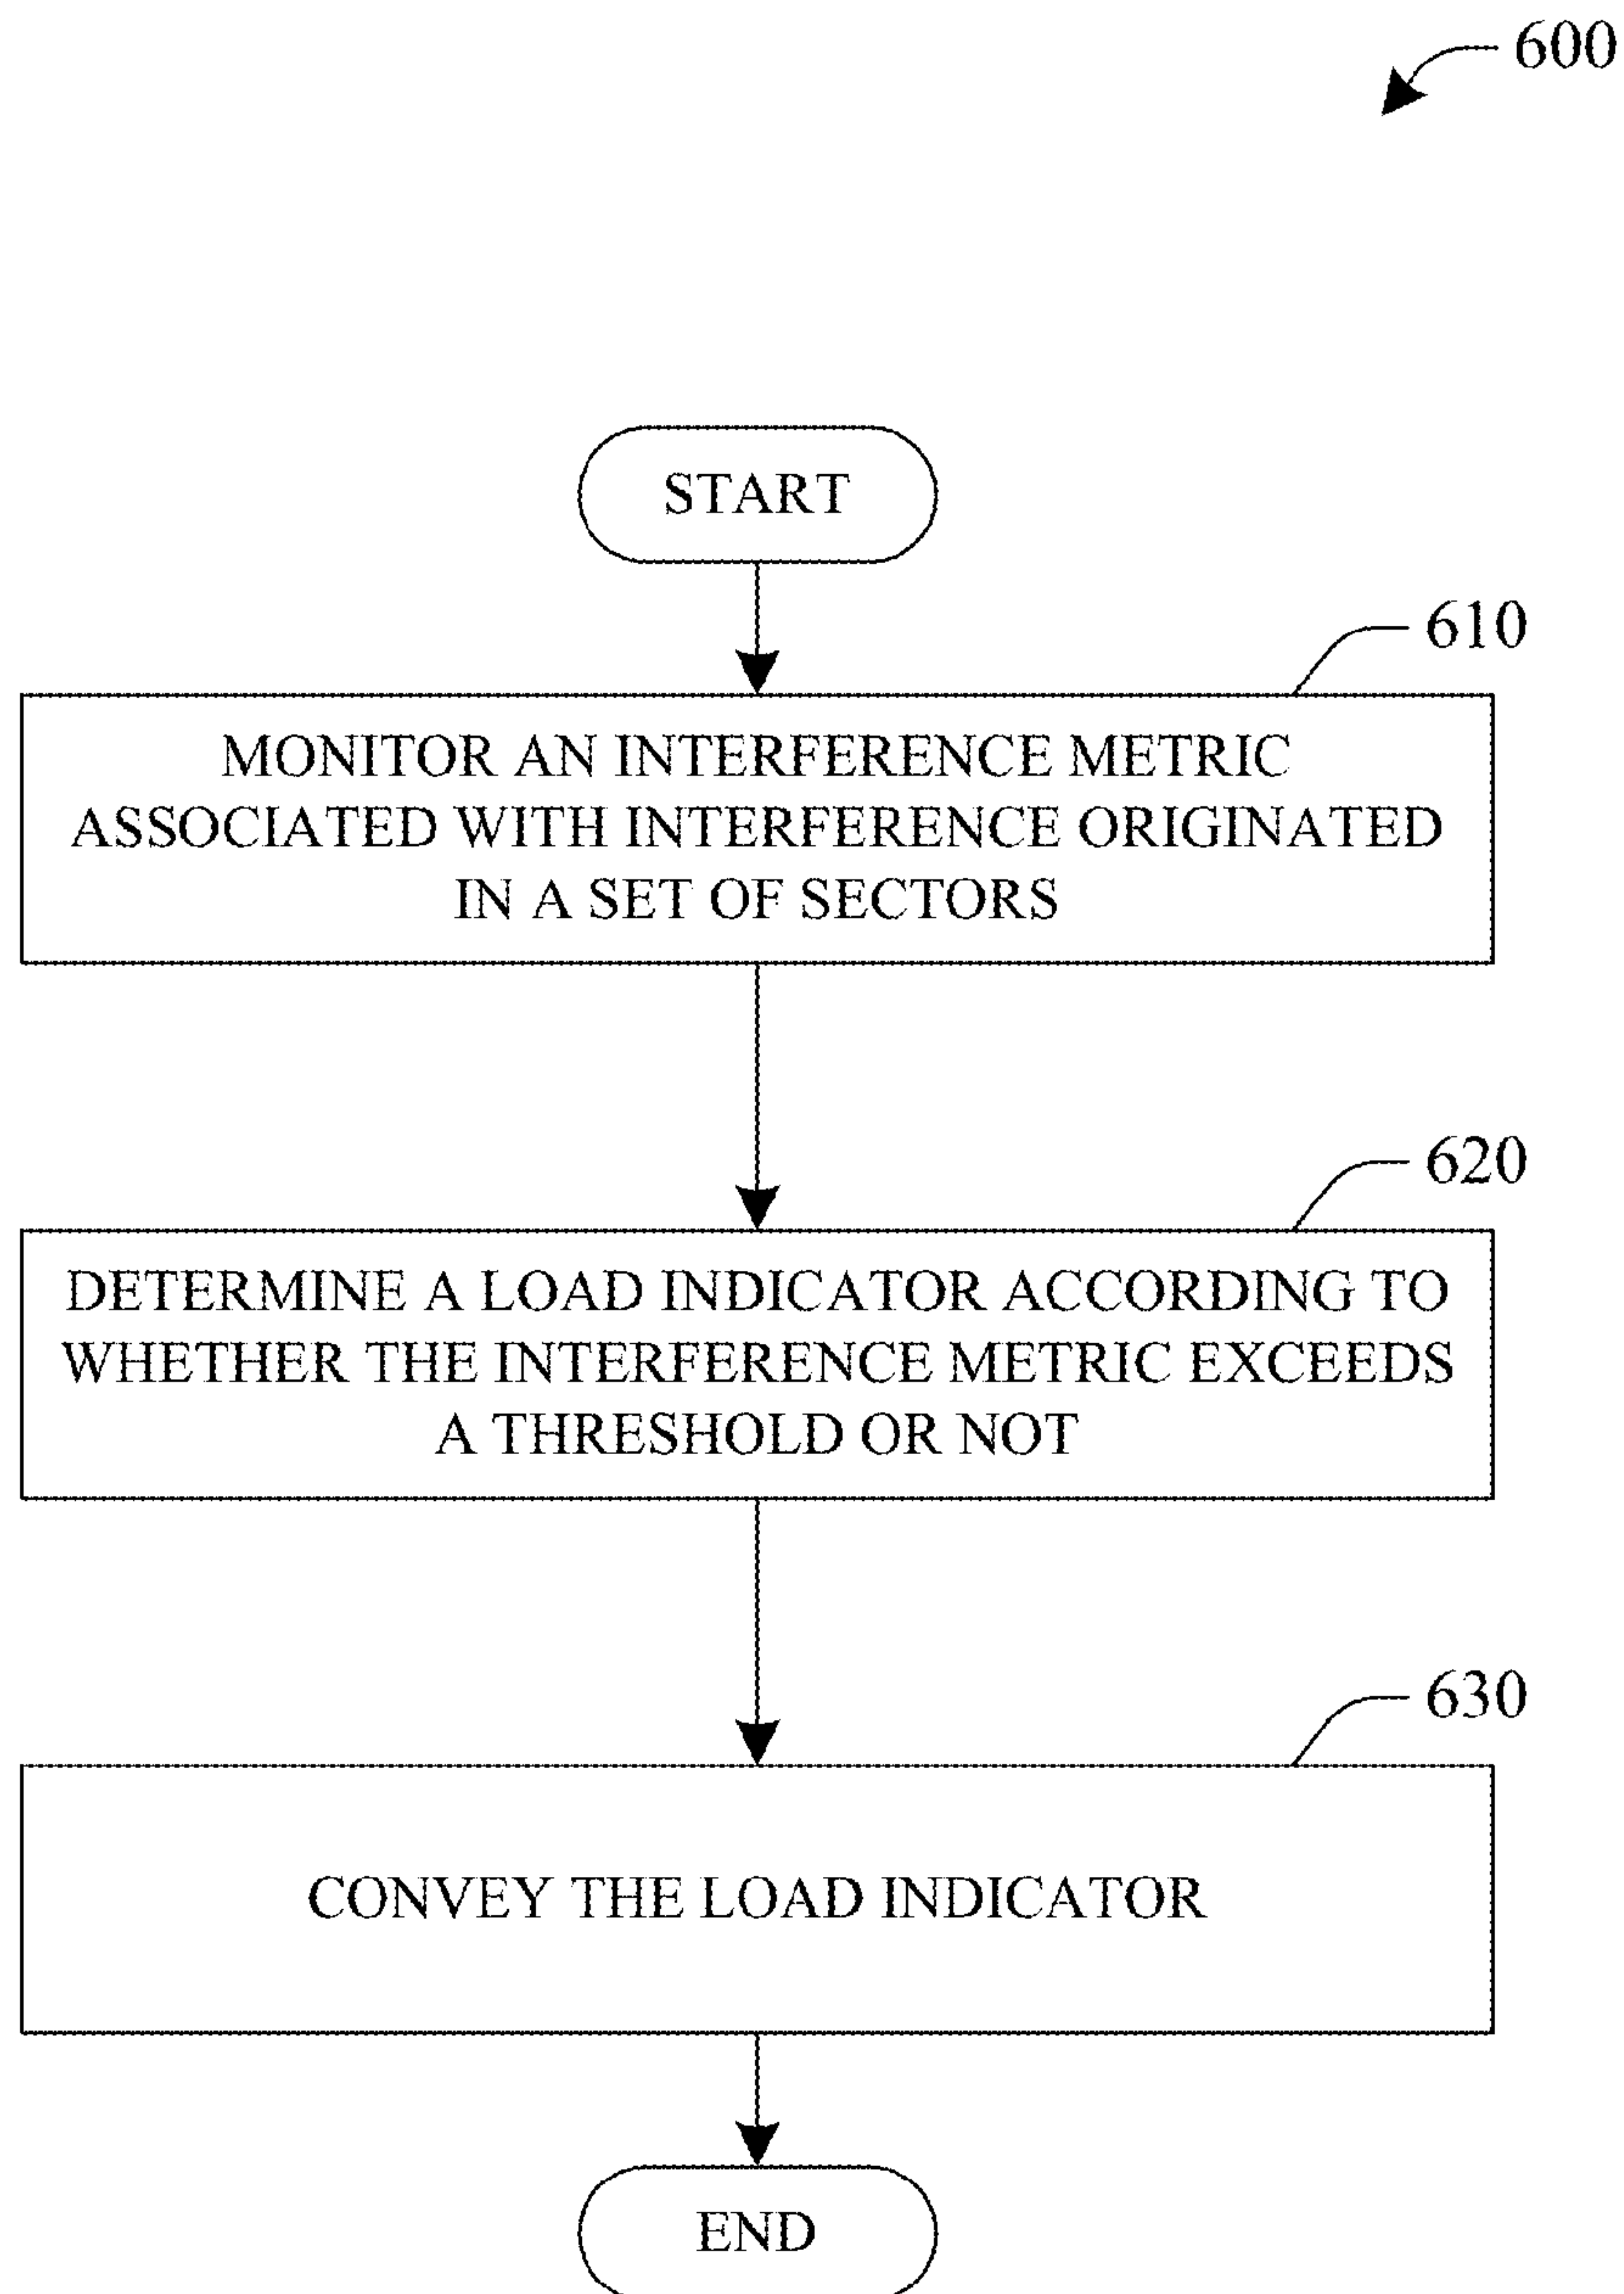 600
START
610
MONITOR AN INTERFERENCE METRIC
ASSOCIATED WITH INTERFERENCE ORIGINATED
IN A SET OF SECTORS
620
DETERMINE A LOAD INDICATOR ACCORDING TO
WHETHER THE INTERFERENCE METRIC EXCEEDS
A THRESHOLD OR NOT
630
CONVEY THE LOAD INDICATOR
END